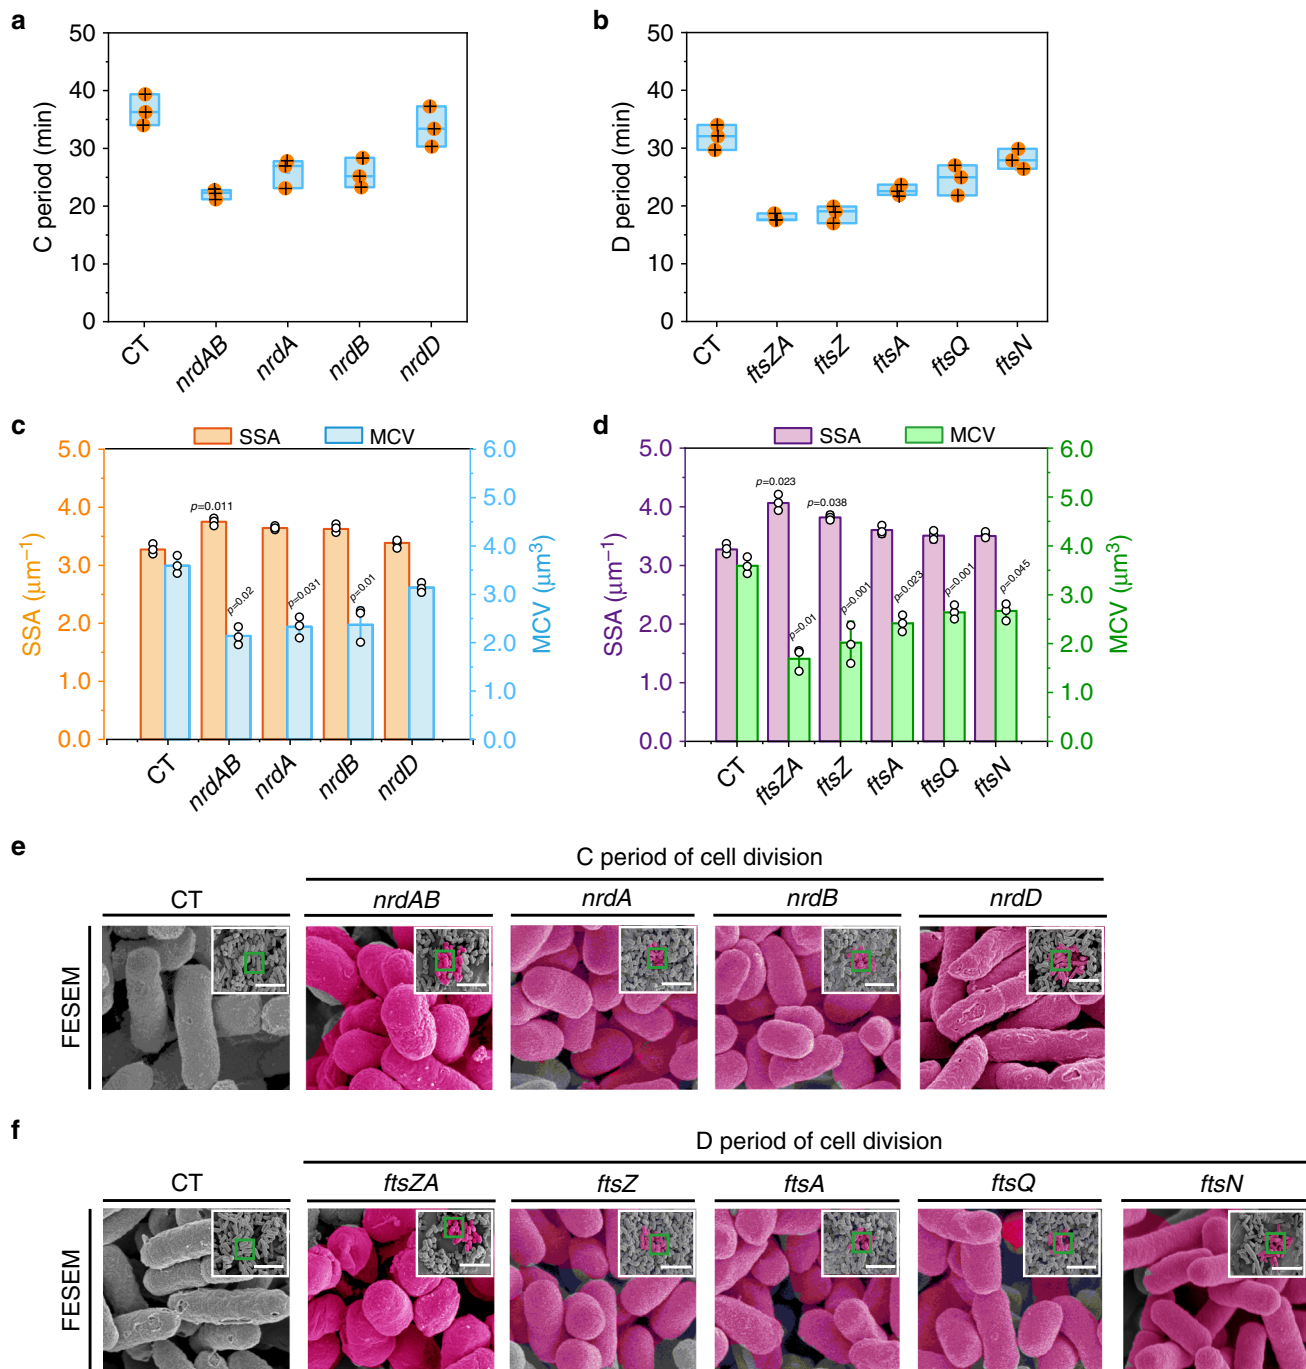 a
50
40
30
20
10
0
C period (min)
CT
nrdAB
nrdA
nrdB
nrdD
b
50
40
30
20
10
0
D period (min)
CT
ftsZA
ftsZ
ftsA
ftsQ
ftsN
c
SSA
MCV
5.0
4.0
3.0
2.0
1.0
0.0
SSA (μm⁻¹)
6.0
5.0
4.0
3.0
2.0
1.0
0.0
MCV (μm³)
p=0.011
p=0.02
p=0.031
p=0.01
CT
nrdAB
nrdA
nrdB
nrdD
d
SSA
MCV
5.0
4.0
3.0
2.0
1.0
0.0
SSA (μm⁻¹)
6.0
5.0
4.0
3.0
2.0
1.0
0.0
MCV (μm³)
p=0.023
p=0.038
p=0.01
p=0.001
p=0.023
p=0.001
p=0.045
CT
ftsZA
ftsZ
ftsA
ftsQ
ftsN
e
C period of cell division
CT
nrdAB
nrdA
nrdB
nrdD
FESEM
f
D period of cell division
CT
ftsZA
ftsZ
ftsA
ftsQ
ftsN
FESEM